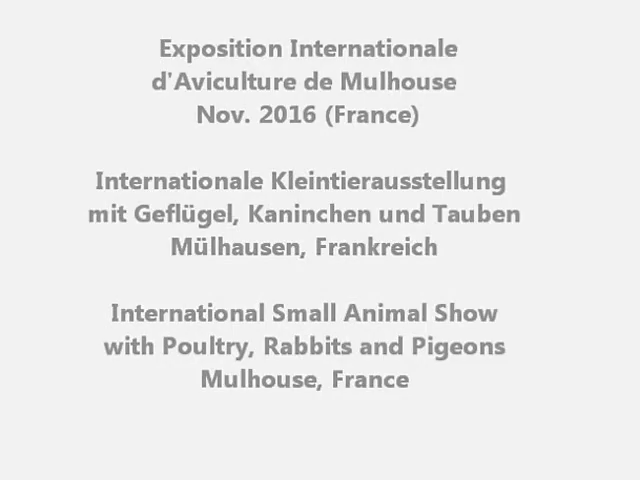 Exposition Internationale
d'Aviculture de Mulhouse
Nov. 2016 (France)
Internationale Kleintierausstellung
mit Geflügel, Kaninchen und Tauben
Mülhausen, Frankreich
International Small Animal Show
with Poultry, Rabbits and Pigeons
Mulhouse, France